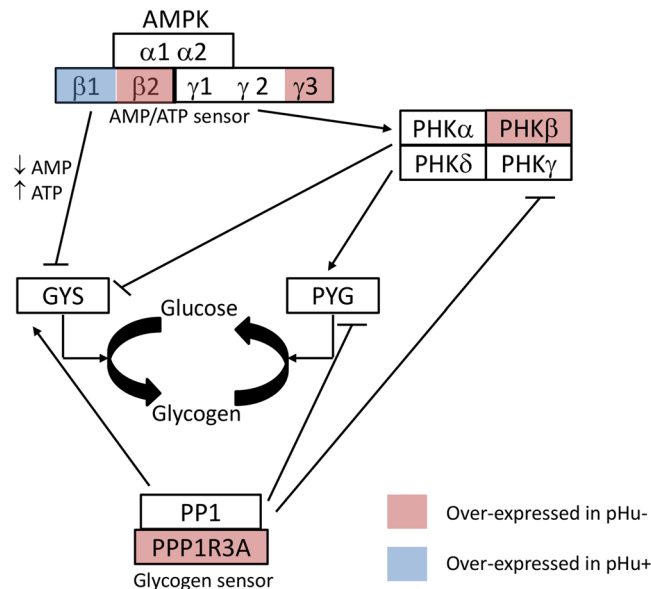 AMPK
α1 α2
β1 β2 γ1 γ 2 γ3
AMP/ATP sensor
PHKα PHKβ
PHKδ PHKγ
↓ AMP
↑ ATP
GYS
PYG
Glucose
Glycogen
PP1
PPP1R3A
Glycogen sensor
Over-expressed in pHu-
Over-expressed in pHu+